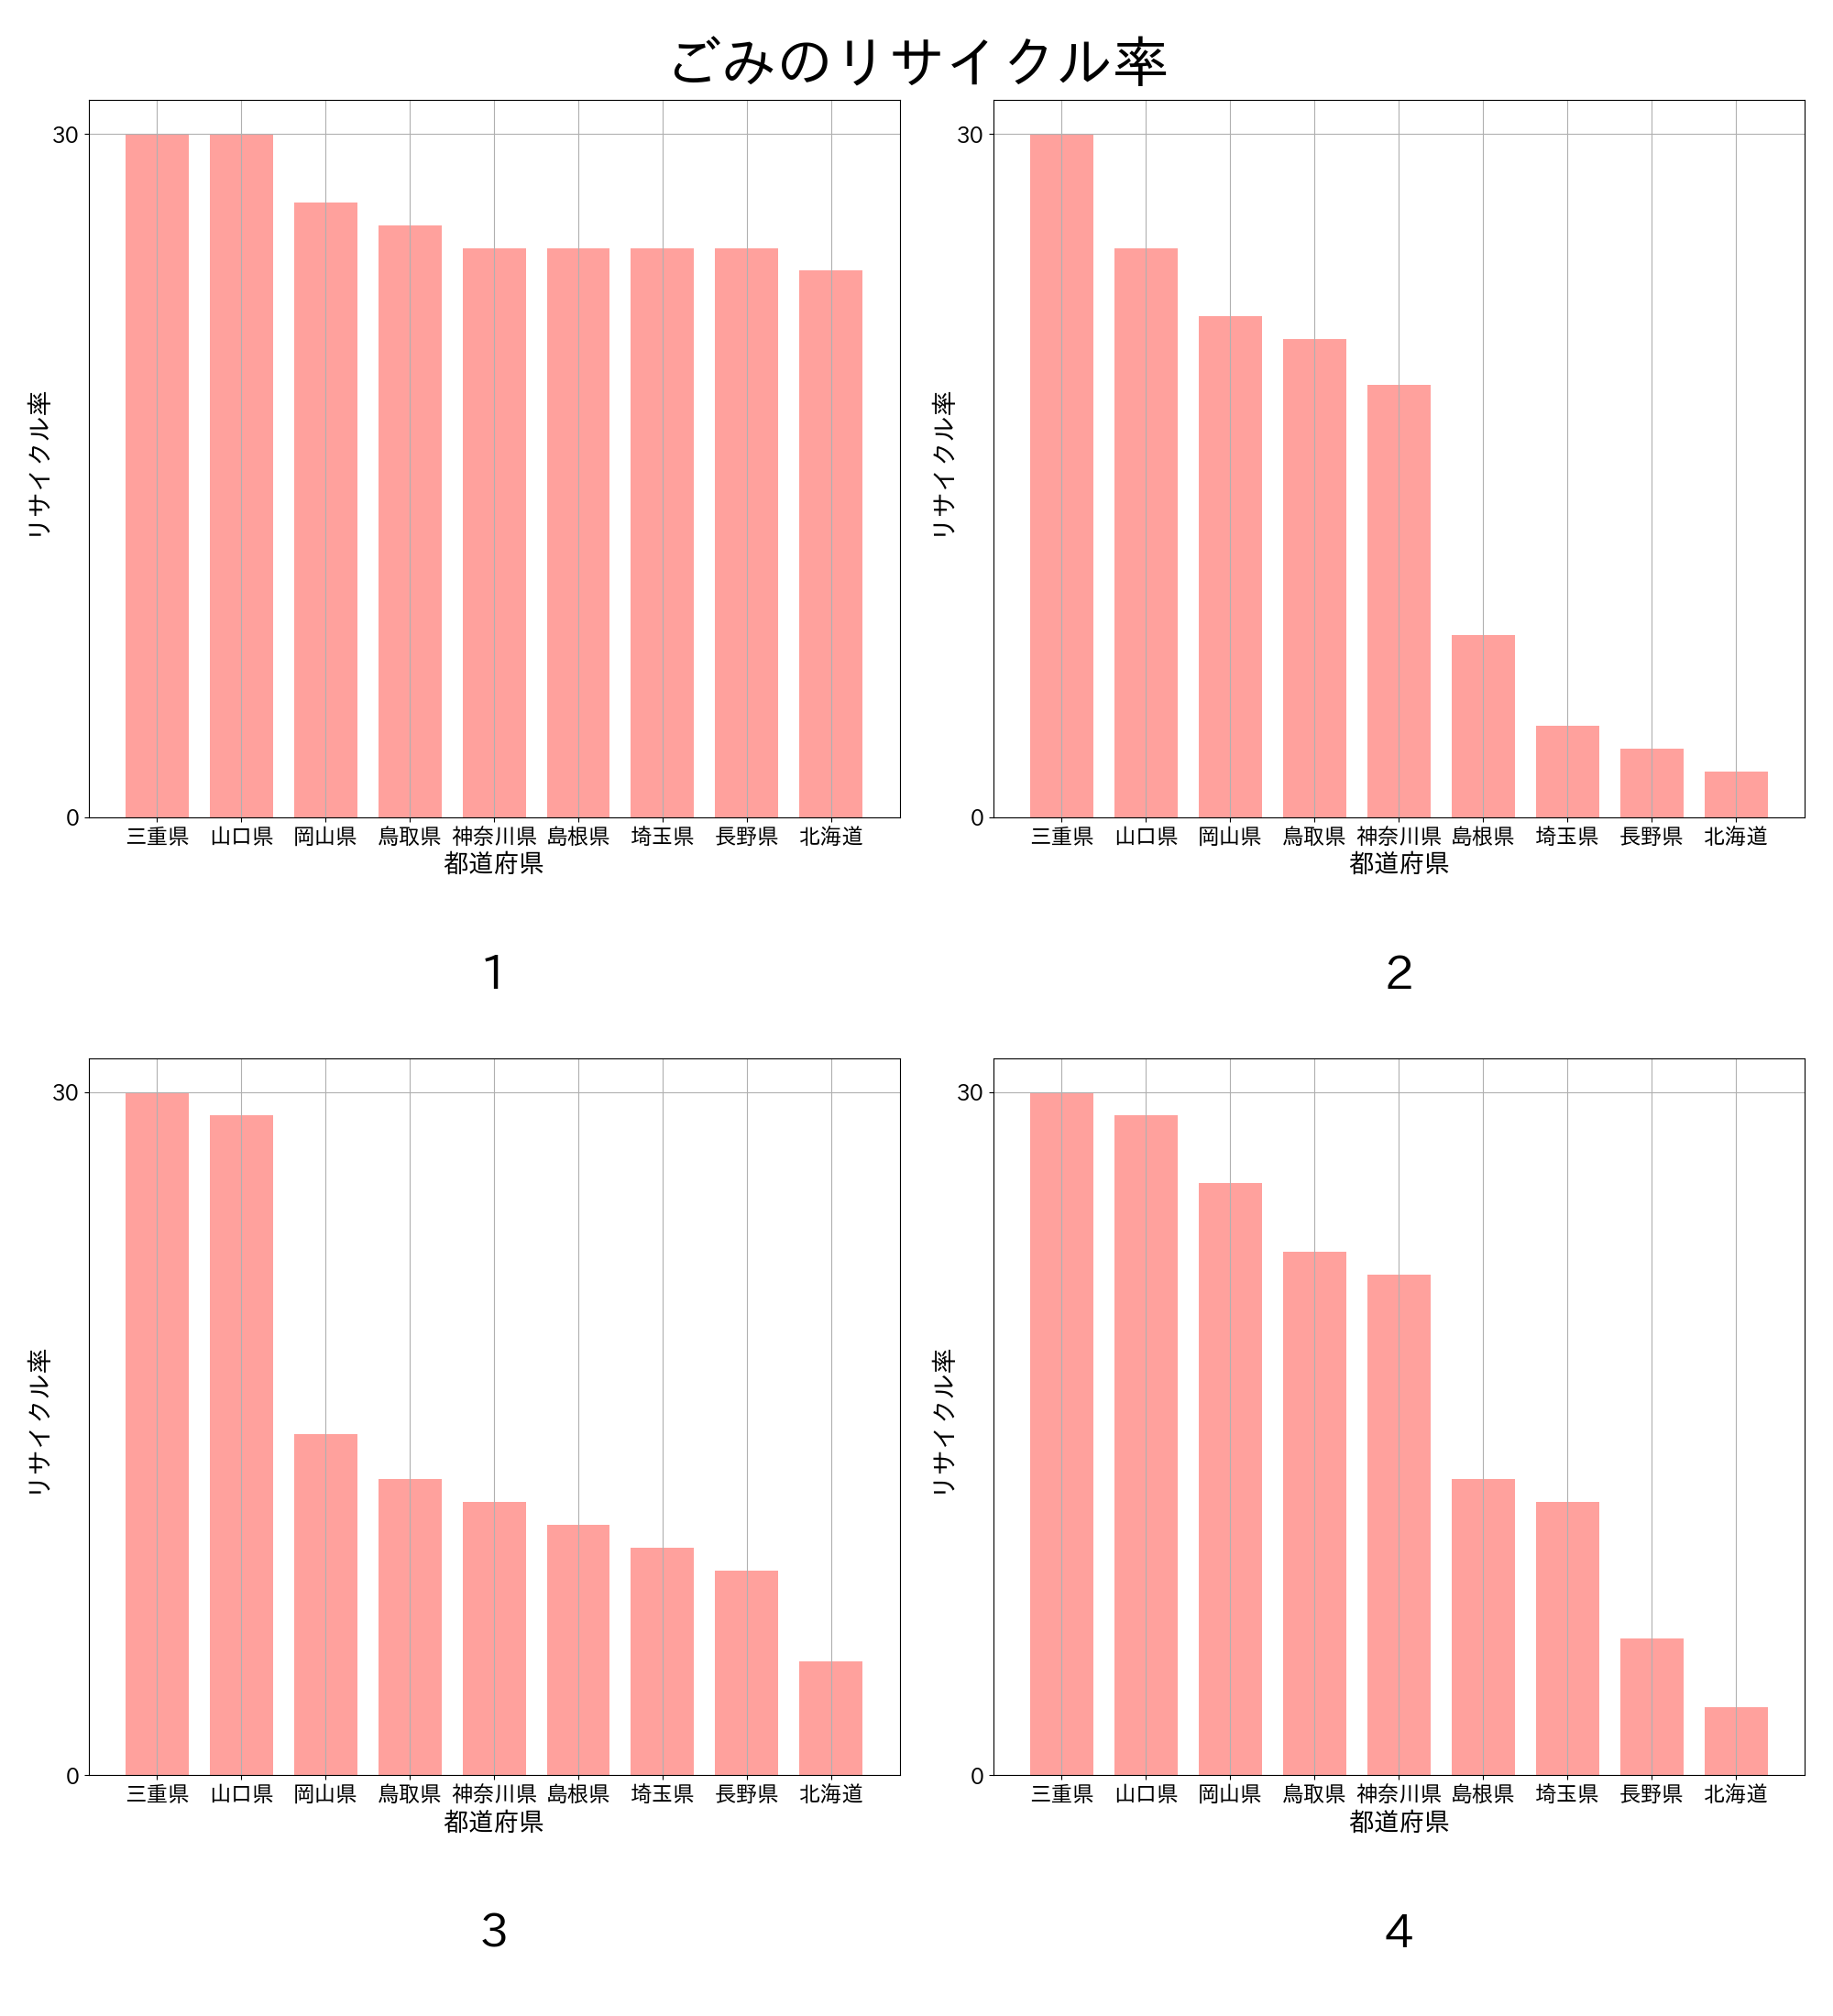 ごみのリサイクル率
30
0
リサイクル率
三重県 山口県 岡山県 鳥取県 神奈川県 島根県 埼玉県 長野県 北海道
都道府県
1
30
0
リサイクル率
三重県 山口県 岡山県 鳥取県 神奈川県 島根県 埼玉県 長野県 北海道
都道府県
2
30
0
リサイクル率
三重県 山口県 岡山県 鳥取県 神奈川県 島根県 埼玉県 長野県 北海道
都道府県
3
30
0
リサイクル率
三重県 山口県 岡山県 鳥取県 神奈川県 島根県 埼玉県 長野県 北海道
都道府県
4